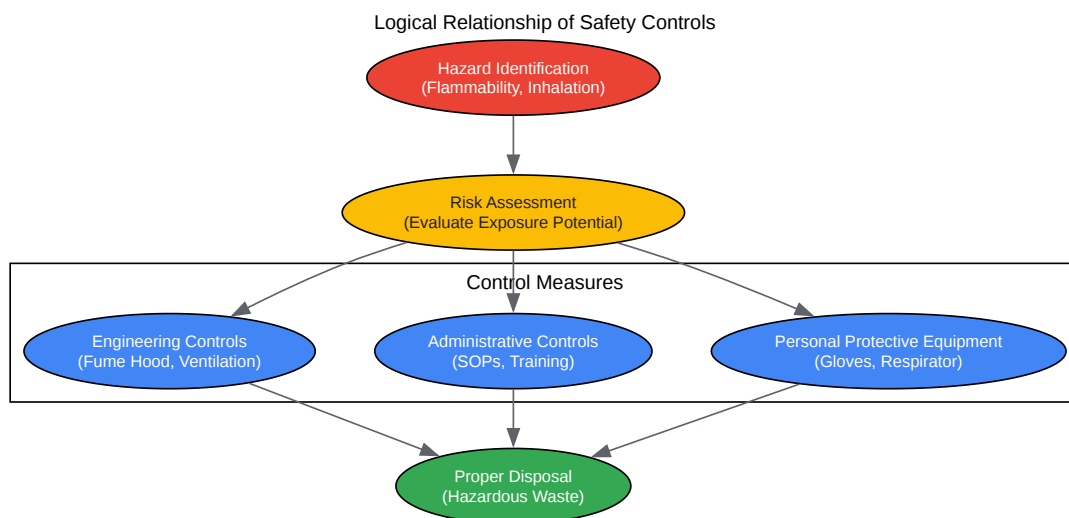 Logical Relationship of Safety Controls
Hazard Identification
(Flammability, Inhalation)
Risk Assessment
(Evaluate Exposure Potential)
Control Measures
Engineering Controls
(Fume Hood, Ventilation)
Administrative Controls
(SOPs, Training)
Personal Protective Equipment
(Gloves, Respirator)
Proper Disposal
(Hazardous Waste)